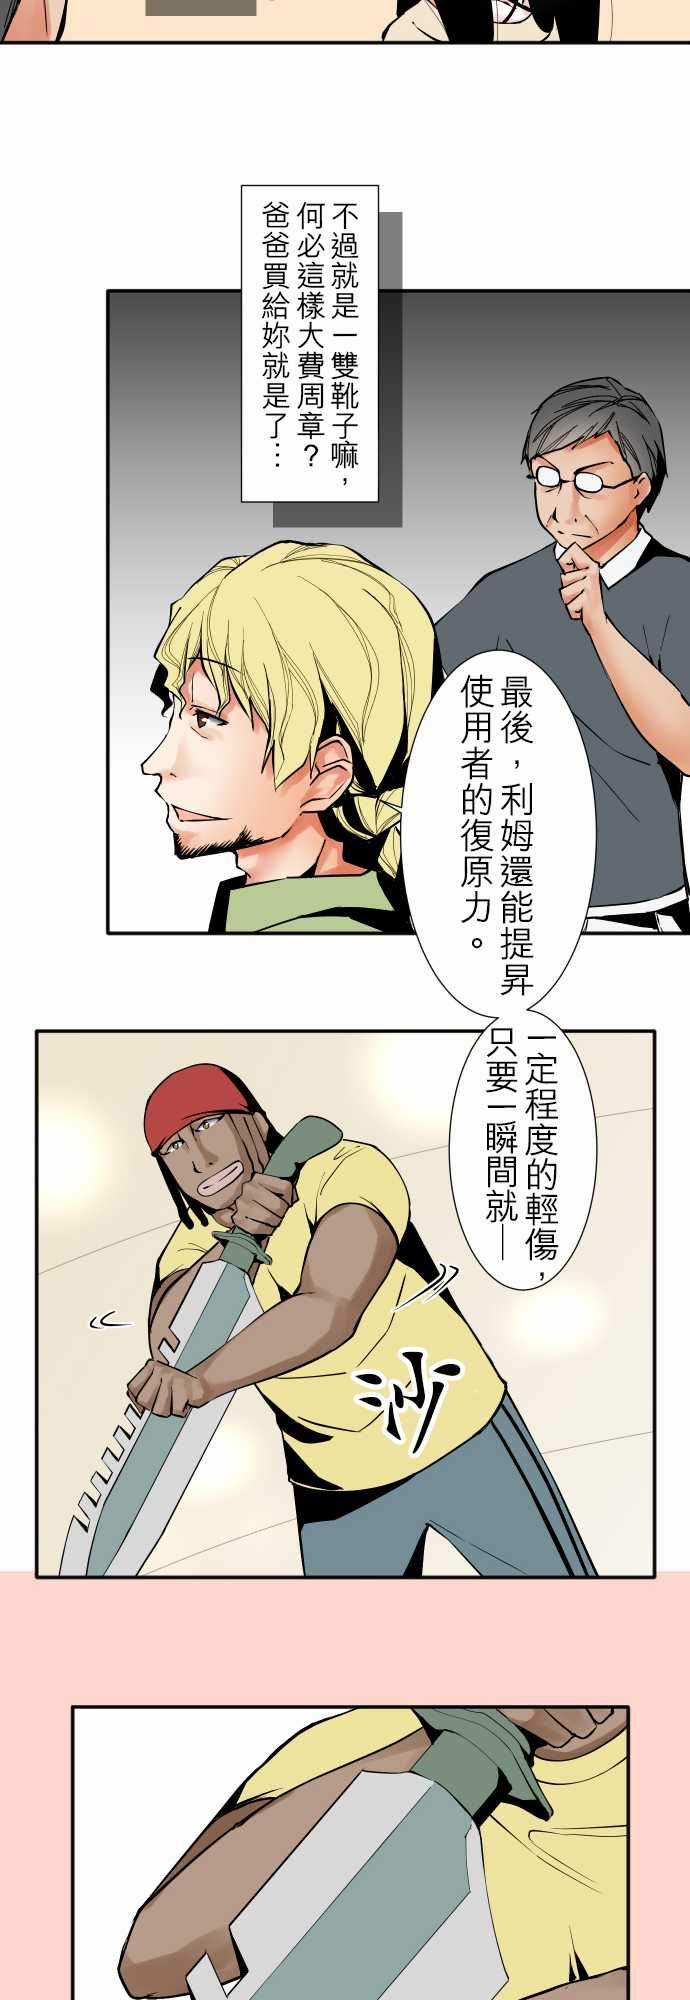 不過就是一雙靴子嘛，
何必這樣大費周章？
爸爸買給妳就是了…
最後，利姆還能提昇
使用者的復原力。
一定程度的輕傷，
只要一瞬間就—
沙